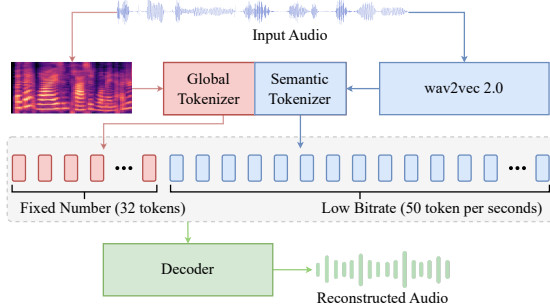 Input Audio
Global
Tokenizer
Semantic
Tokenizer
wav2vec 2.0
Fixed Number (32 tokens)
Low Bitrate (50 token per seconds)
Decoder
Reconstructed Audio